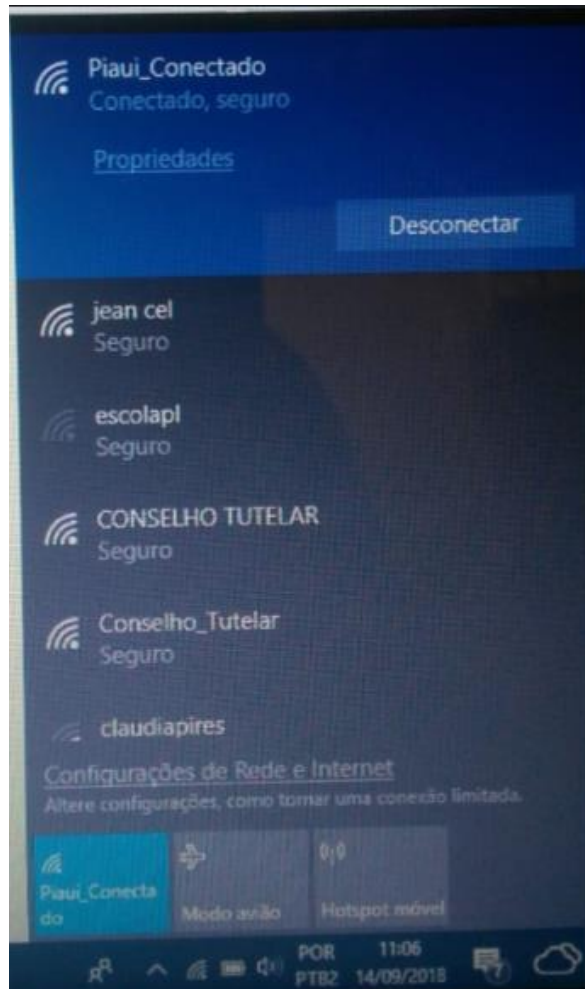 Piaui_Conectado
Conectado, seguro
Propriedades
Desconectar
jean cel
Seguro
escolapl
Seguro
CONSELHO TUTELAR
Seguro
Conselho_Tutelar
Seguro
claudiapires
Configurações de Rede e Internet
Altere configurações, como tornar uma conexão limitada.
Piaui_Conecta
do
Modo avião
Hotspot móvel
POR
PTB2
11:06
14/09/2018
7